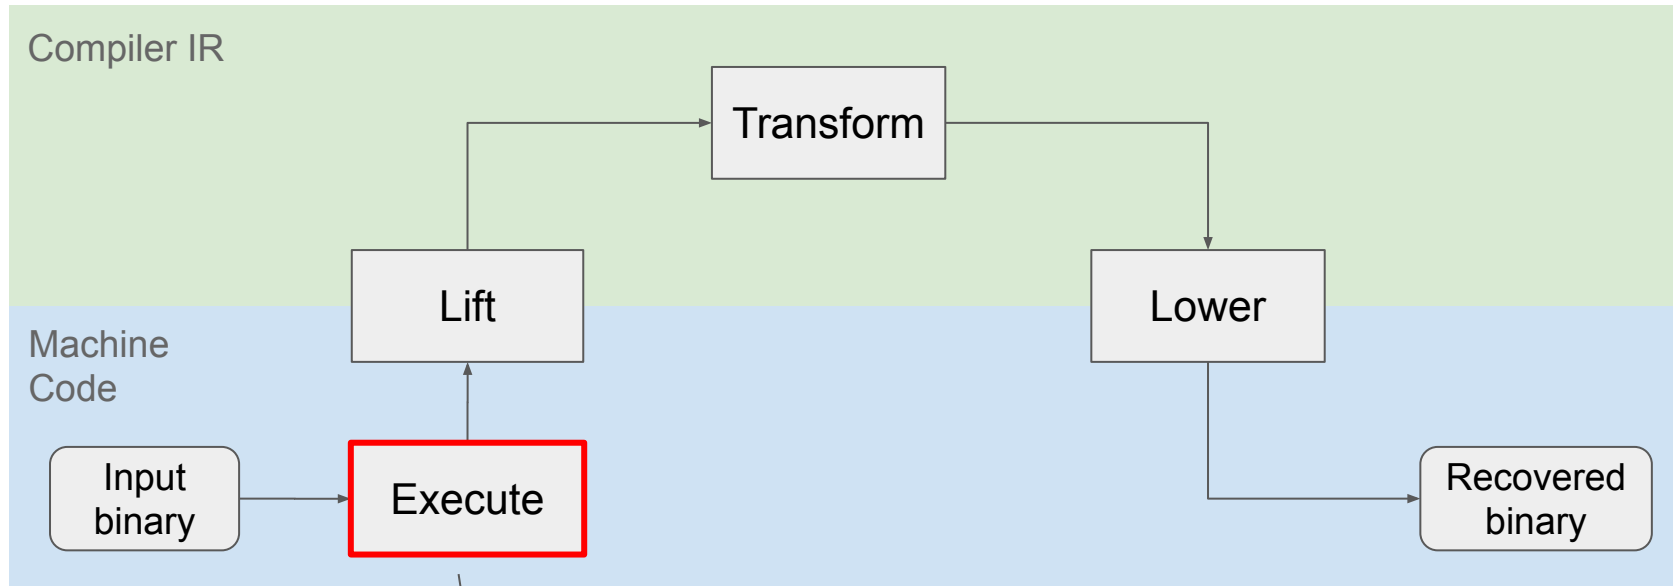 Compiler IR
Transform
Lift
Lower
Machine
Code
Input
binary
Execute
Recovered
binary